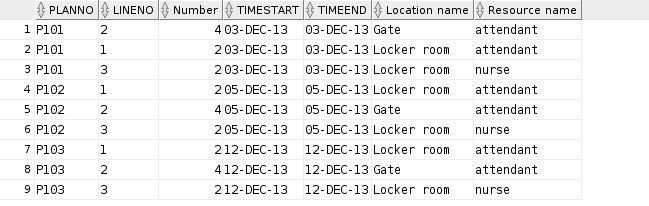 PLANNO LINENO Number TIMESTART TIMEEND Location name Resource name
1 P101 2 4 03-DEC-13 03-DEC-13 Gate attendant
2 P101 1 2 03-DEC-13 03-DEC-13 Locker room attendant
3 P101 3 2 03-DEC-13 03-DEC-13 Locker room nurse
4 P102 1 2 05-DEC-13 05-DEC-13 Locker room attendant
5 P102 2 4 05-DEC-13 05-DEC-13 Gate attendant
6 P102 3 2 05-DEC-13 05-DEC-13 Locker room nurse
7 P103 1 2 12-DEC-13 12-DEC-13 Locker room attendant
8 P103 2 4 12-DEC-13 12-DEC-13 Gate attendant
9 P103 3 2 12-DEC-13 12-DEC-13 Locker room nurse